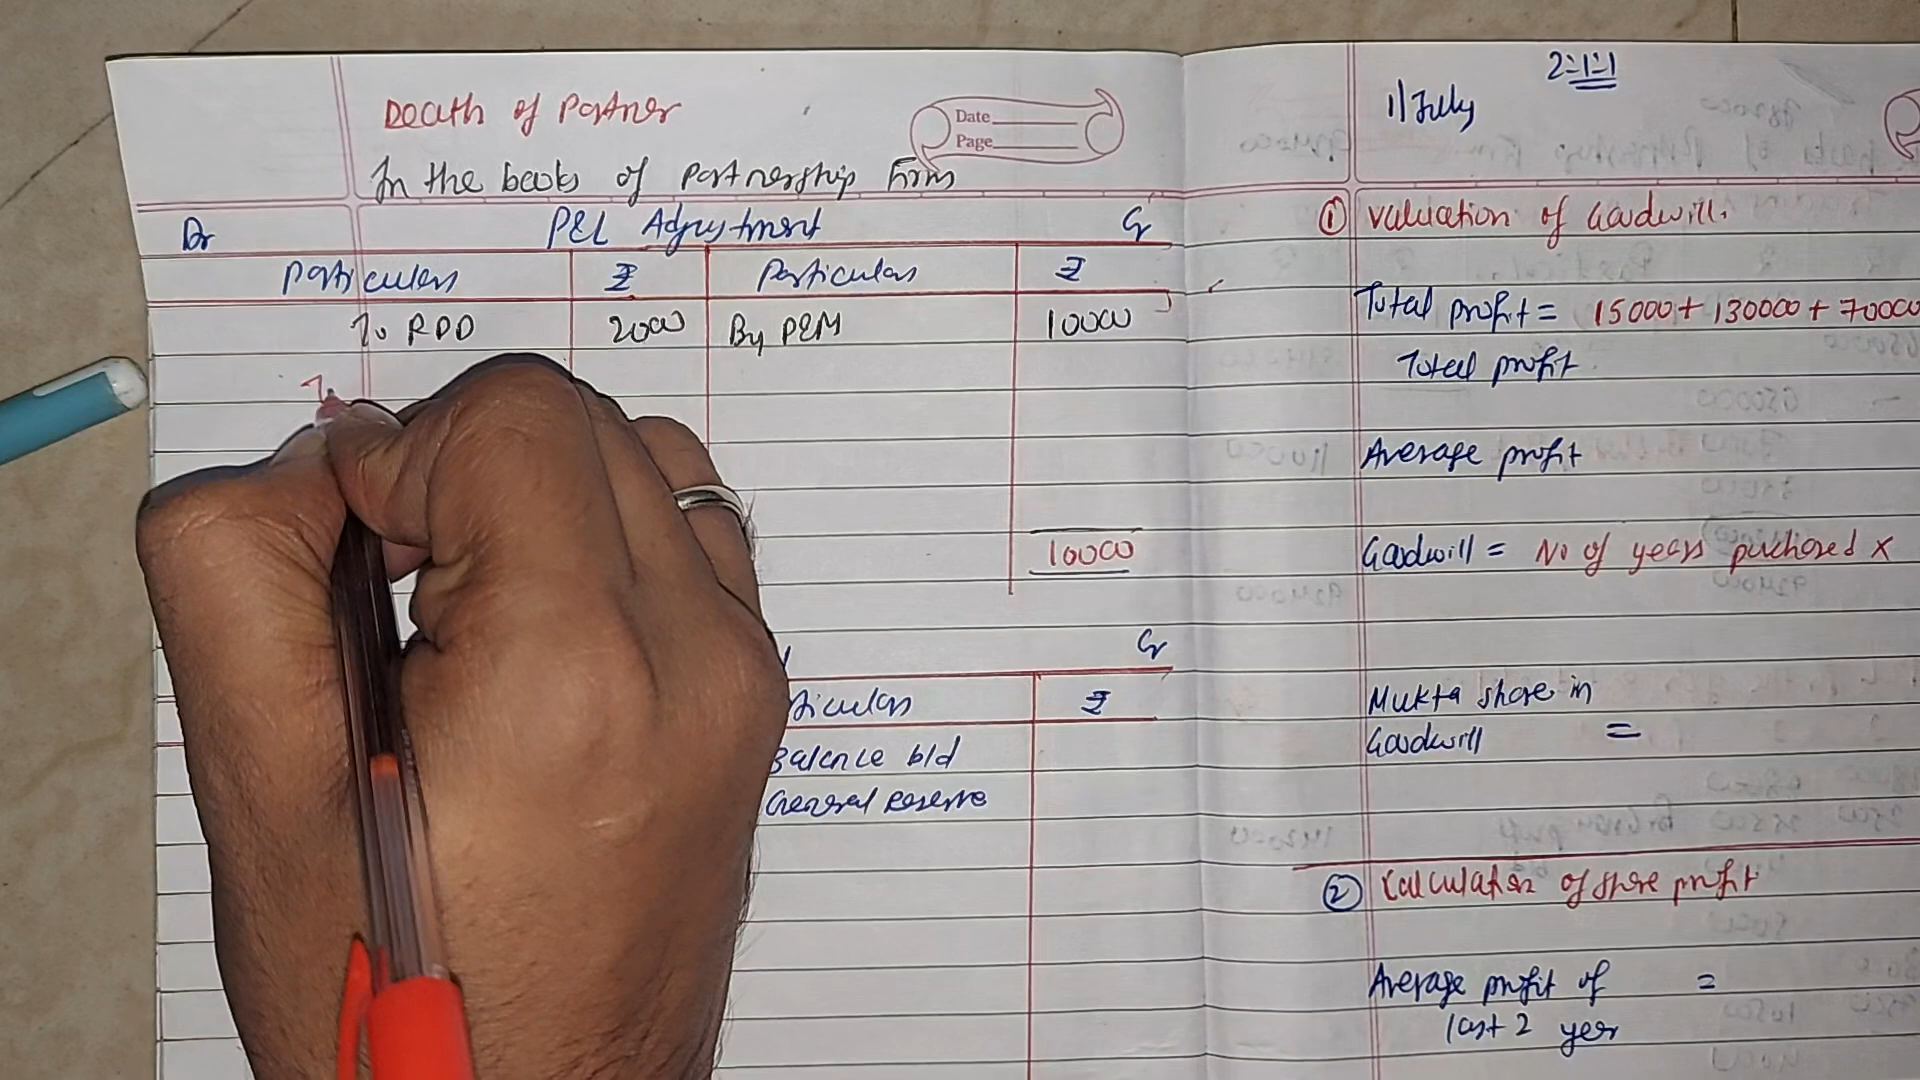 Death of Partner
Date
Page
In the books of Partnership Firm
Dr P&L Adjustment Cr
Particulars ₹ Particulars ₹
To RDD 2000 By P&M 10000
10000
Cr
ticulars ₹
Balance b/d
General Reserve
2:1:1
1/July
① Valuation of Goodwill.
Total profit = 15000 + 130000 + 70000
Total profit
Average profit
Goodwill = No of years purchased ×
Mukta share in
Goodwill =
② Calculation of share profit
Average profit of =
last 2 year